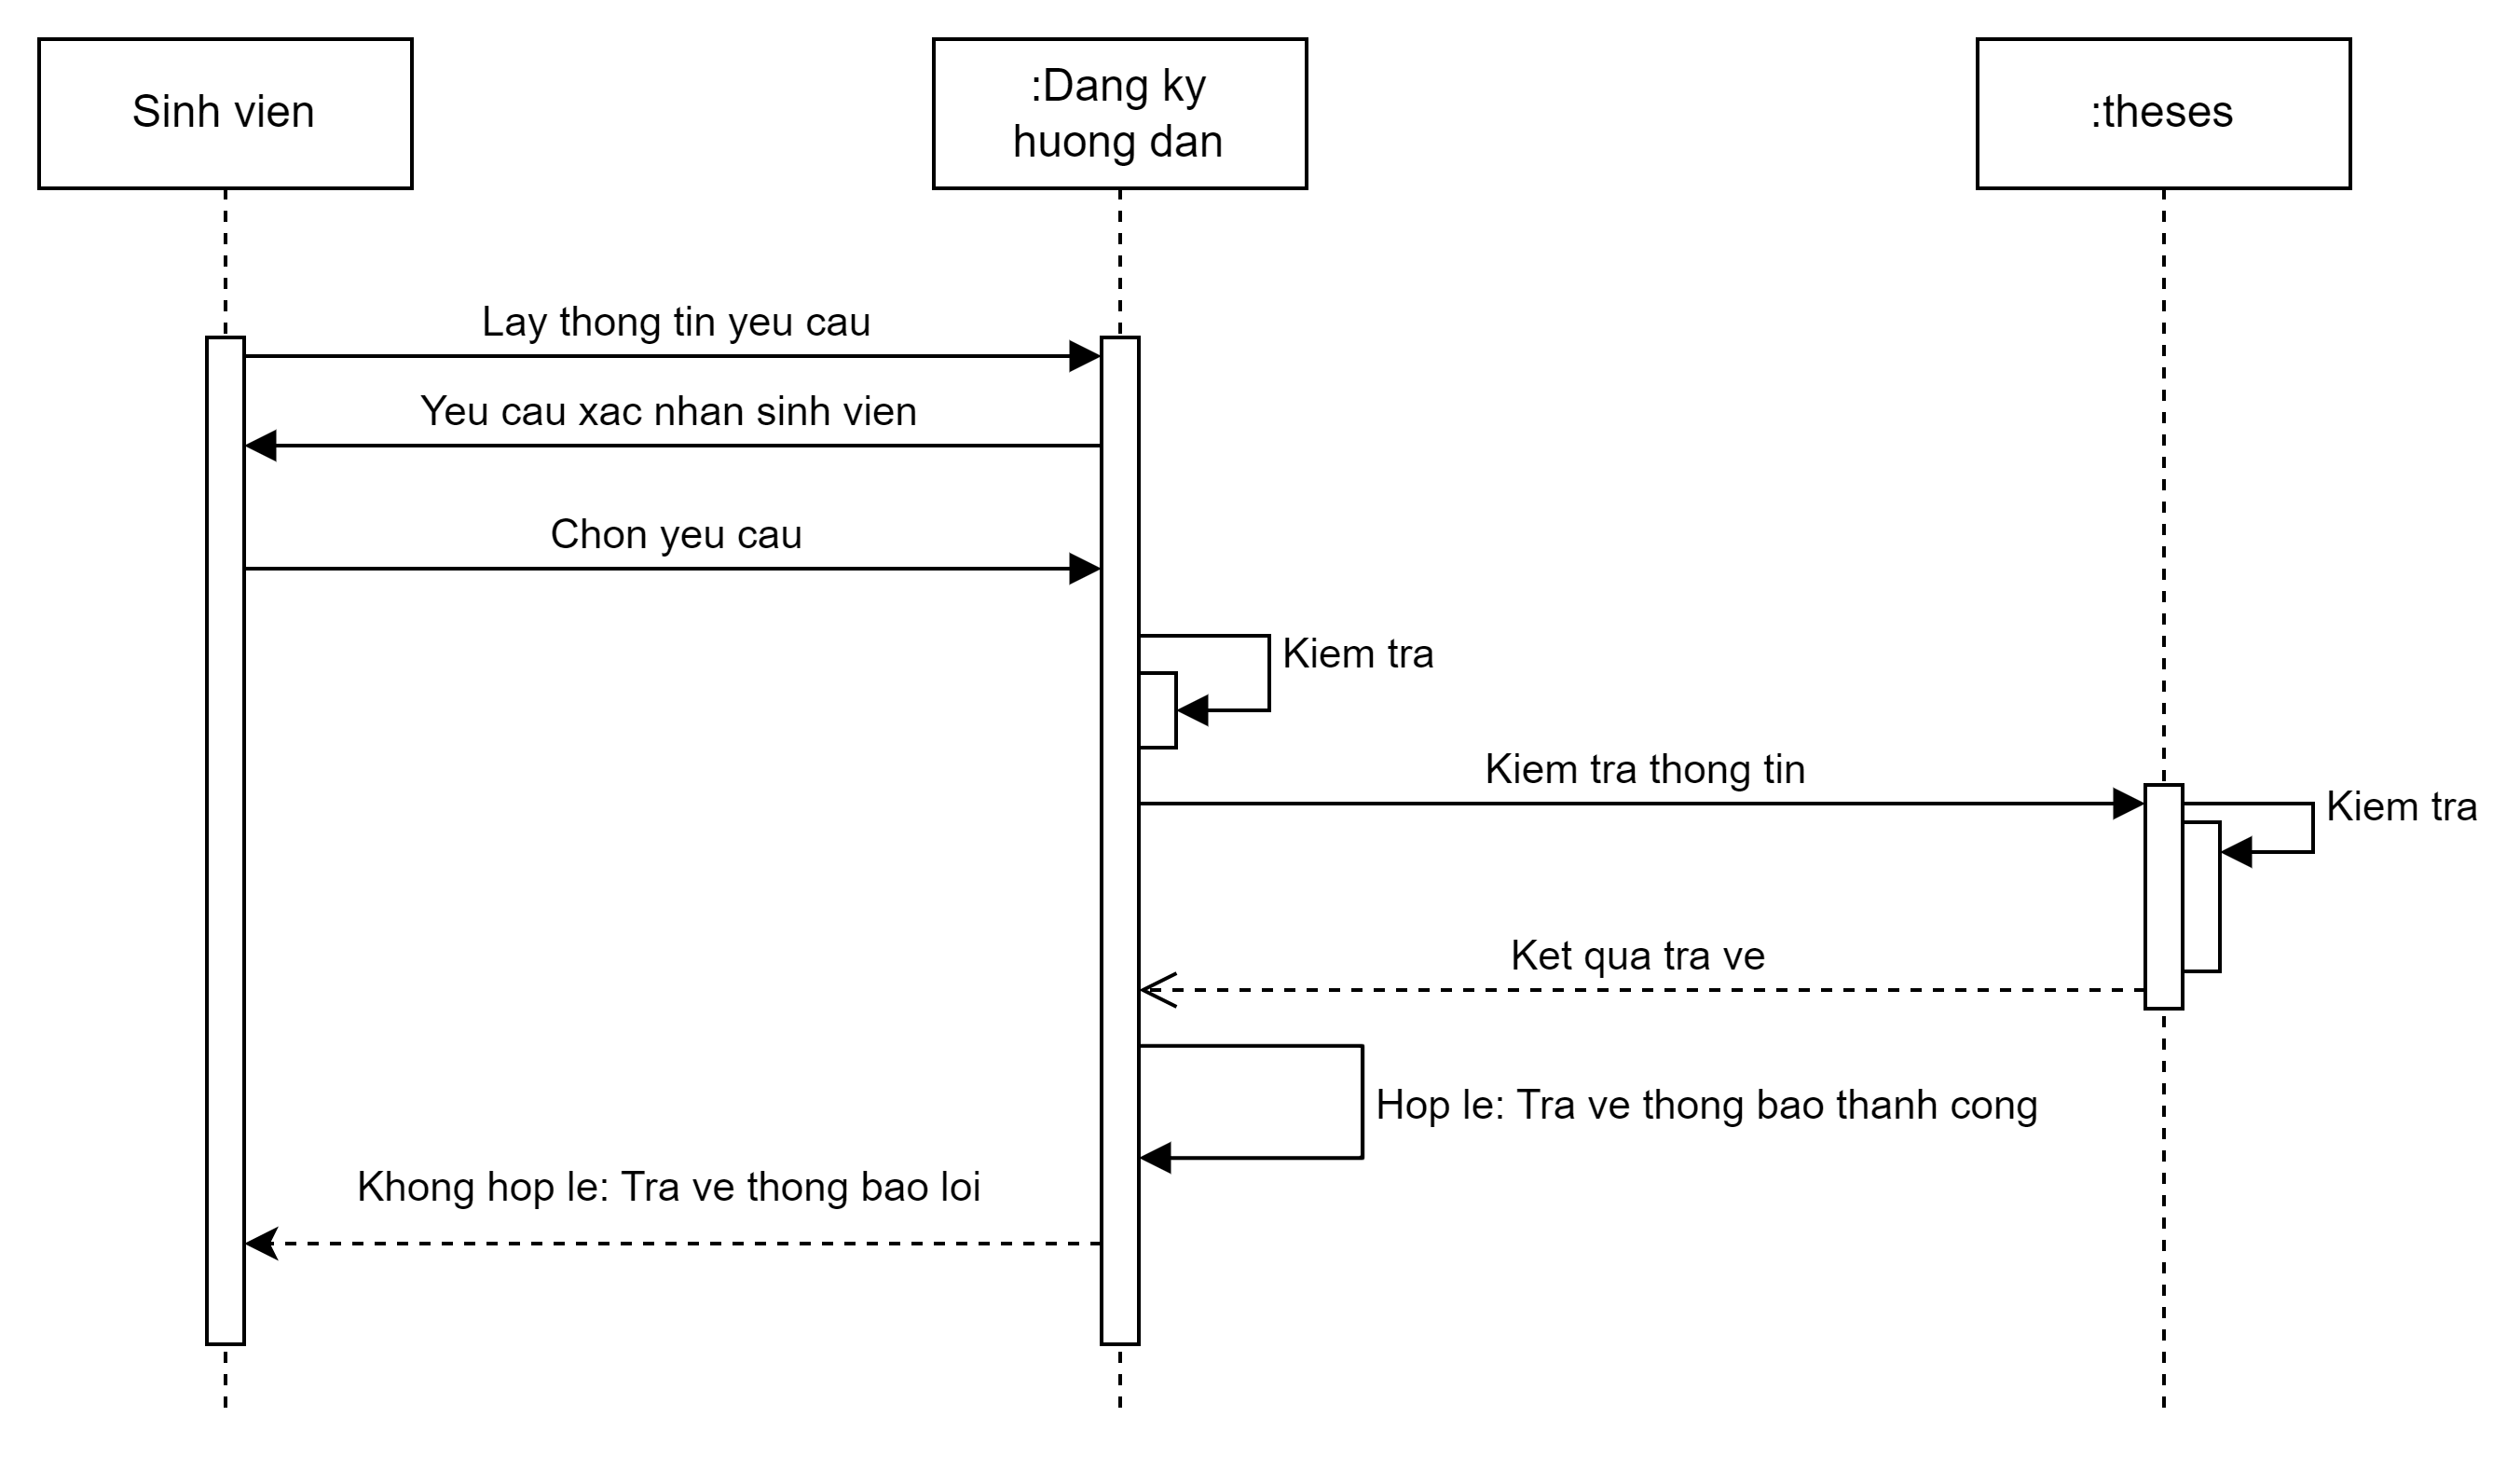 Sinh vien
:Dang ky
huong dan
:theses
Lay thong tin yeu cau
Yeu cau xac nhan sinh vien
Chon yeu cau
Kiem tra
Kiem tra thong tin
Kiem tra
Ket qua tra ve
Hop le: Tra ve thong bao thanh cong
Khong hop le: Tra ve thong bao loi